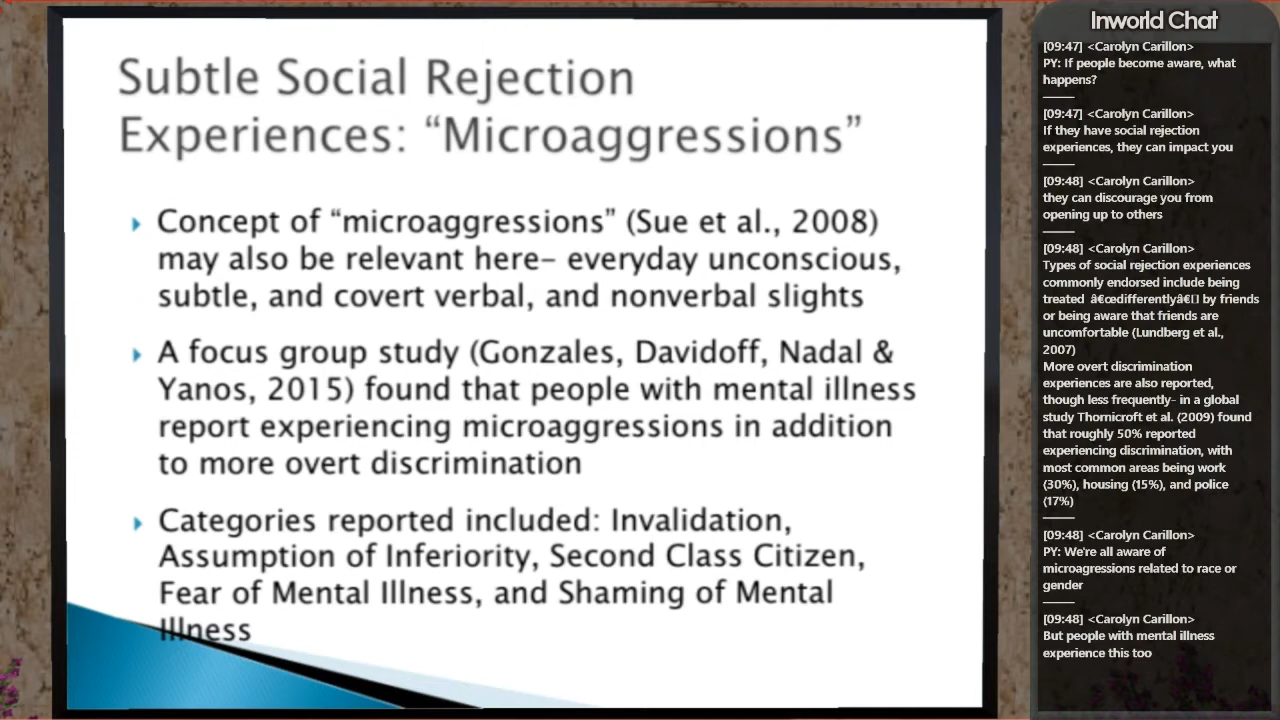 Subtle Social Rejection
Experiences: “Microaggressions”
Concept of “microaggressions” (Sue et al., 2008)
may also be relevant here– everyday unconscious,
subtle, and covert verbal, and nonverbal slights
A focus group study (Gonzales, Davidoff, Nadal &
Yanos, 2015) found that people with mental illness
report experiencing microaggressions in addition
to more overt discrimination
Categories reported included: Invalidation,
Assumption of Inferiority, Second Class Citizen,
Fear of Mental Illness, and Shaming of Mental
Illness
Inworld Chat
[09:47] <Carolyn Carillon>
PY: If people become aware, what
happens?
[09:47] <Carolyn Carillon>
If they have social rejection
experiences, they can impact you
[09:48] <Carolyn Carillon>
they can discourage you from
opening up to others
[09:48] <Carolyn Carillon>
Types of social rejection experiences
commonly endorsed include being
treated â€œdifferentlyâ€ by friends
or being aware that friends are
uncomfortable (Lundberg et al.,
2007)
More overt discrimination
experiences are also reported,
though less frequently- in a global
study Thornicroft et al. (2009) found
that roughly 50% reported
experiencing discrimination, with
most common areas being work
(30%), housing (15%), and police
(17%)
[09:48] <Carolyn Carillon>
PY: We're all aware of
microagressions related to race or
gender
[09:48] <Carolyn Carillon>
But people with mental illness
experience this too